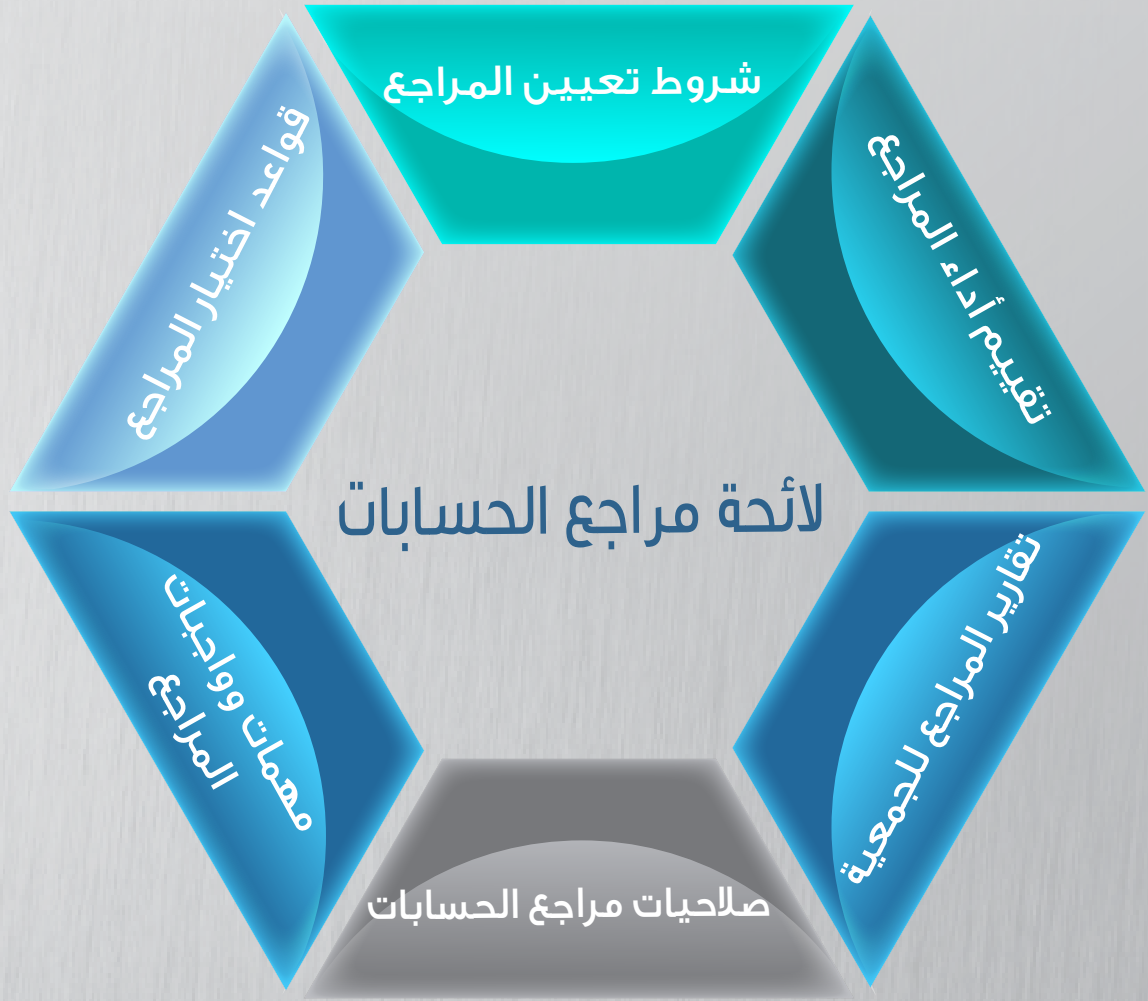 شروط تعيين المراجع
تقييم أداء المراجع
قواعد اختيار المراجع
لائحة مراجع الحسابات
تقارير المراجع للجمعية
مهمات وواجبات
المراجع
صلاحيات مراجع الحسابات